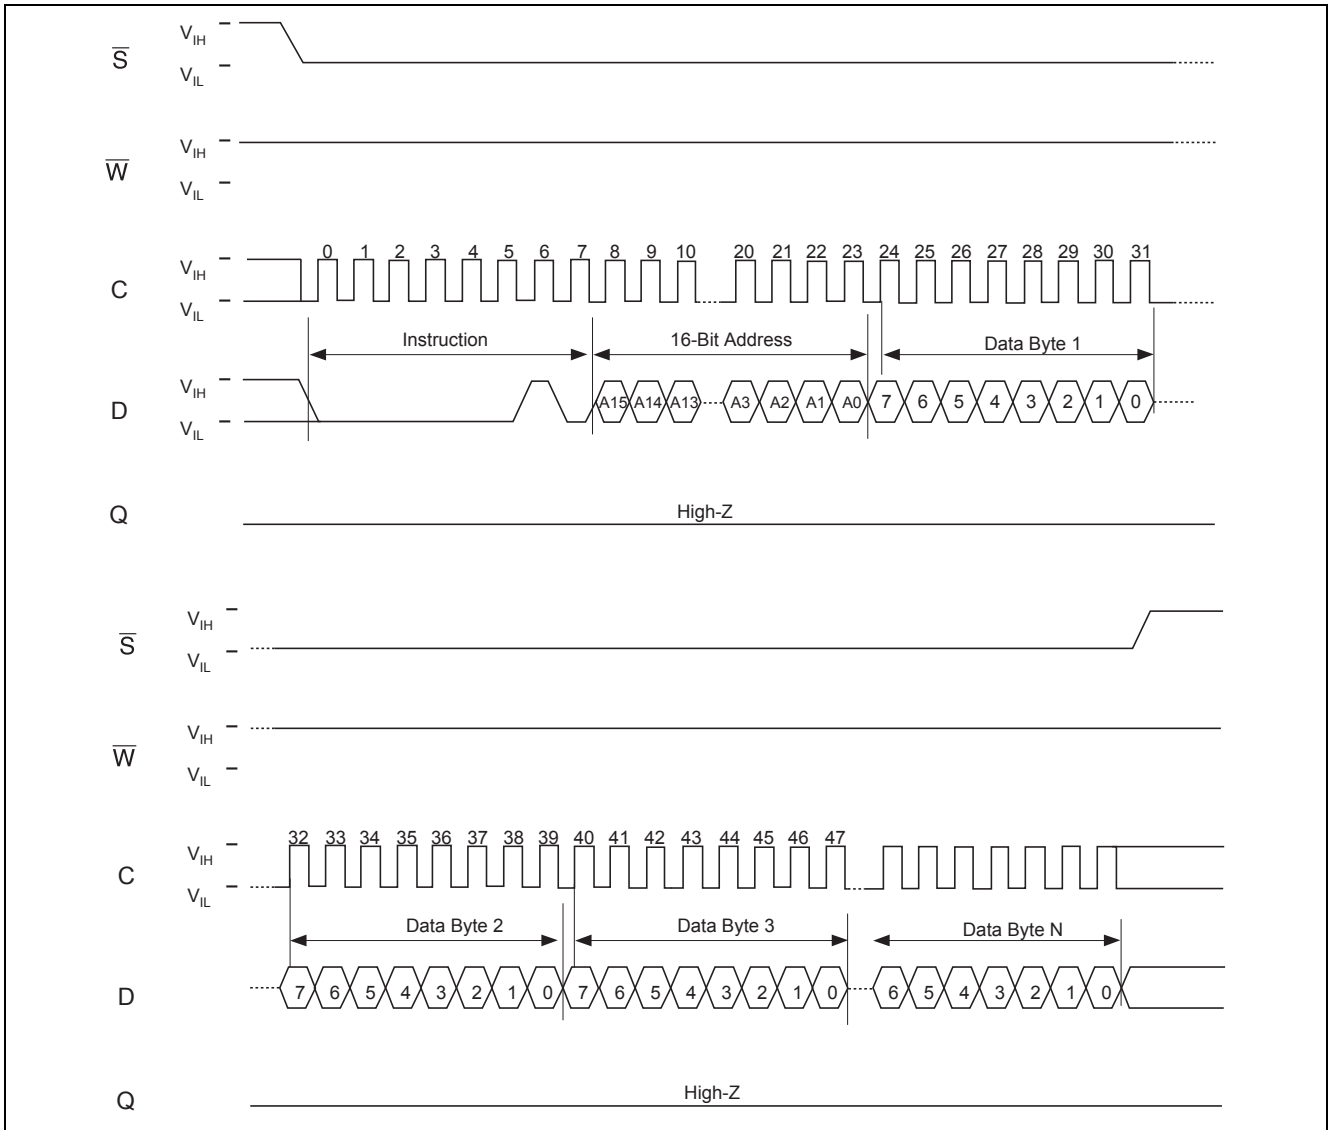 S̅ V_IH
V_IL
W̅ V_IH
V_IL
0 1 2 3 4 5 6 7 8 9 10 20 21 22 23 24 25 26 27 28 29 30 31
C V_IH
V_IL
Instruction 16-Bit Address Data Byte 1
D V_IH
V_IL
A15 A14 A13 A3 A2 A1 A0 7 6 5 4 3 2 1 0
Q High-Z
S̅ V_IH
V_IL
W̅ V_IH
V_IL
32 33 34 35 36 37 38 39 40 41 42 43 44 45 46 47
C V_IH
V_IL
Data Byte 2 Data Byte 3 Data Byte N
D 7 6 5 4 3 2 1 0 7 6 5 4 3 2 1 0 6 5 4 3 2 1 0
Q High-Z